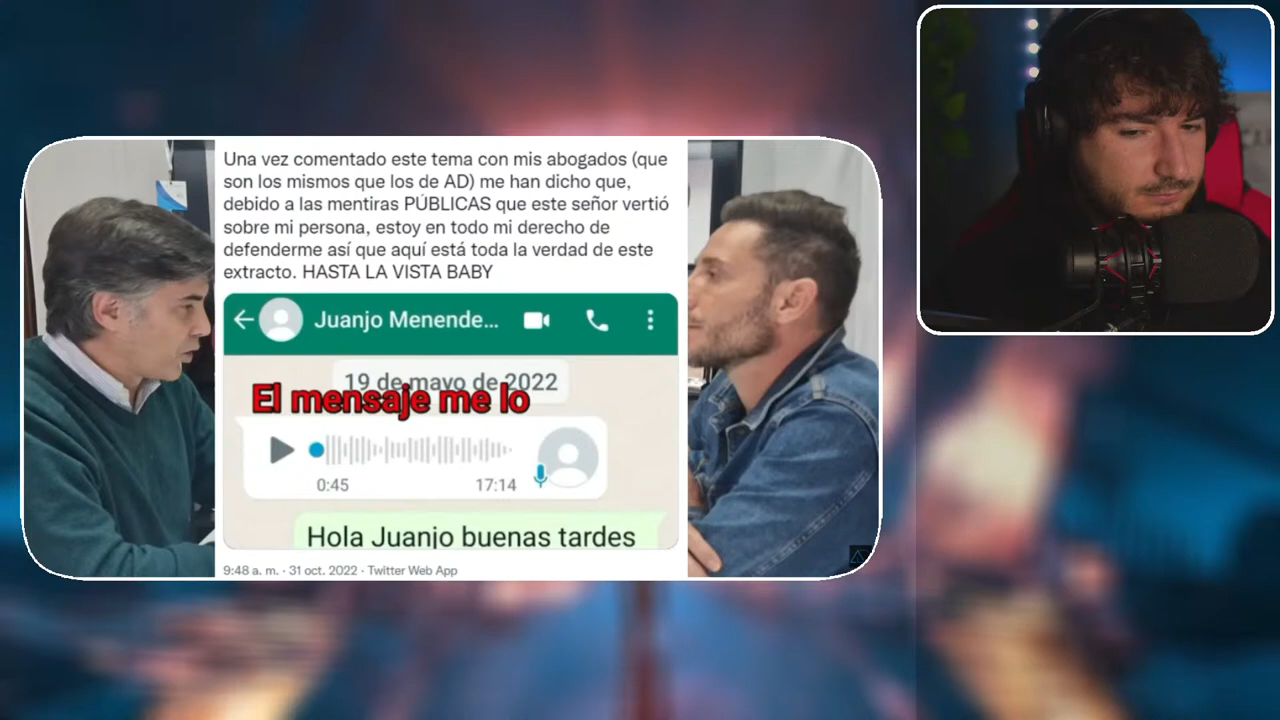 Una vez comentado este tema con mis abogados (que
son los mismos que los de AD) me han dicho que,
debido a las mentiras PÚBLICAS que este señor vertió
sobre mi persona, estoy en todo mi derecho de
defenderme así que aquí está toda la verdad de este
extracto. HASTA LA VISTA BABY
Juanjo Menende...
19 de mayo de 2022
El mensaje me lo
0:45 17:14
Hola Juanjo buenas tardes
9:48 a. m. · 31 oct. 2022 · Twitter Web App